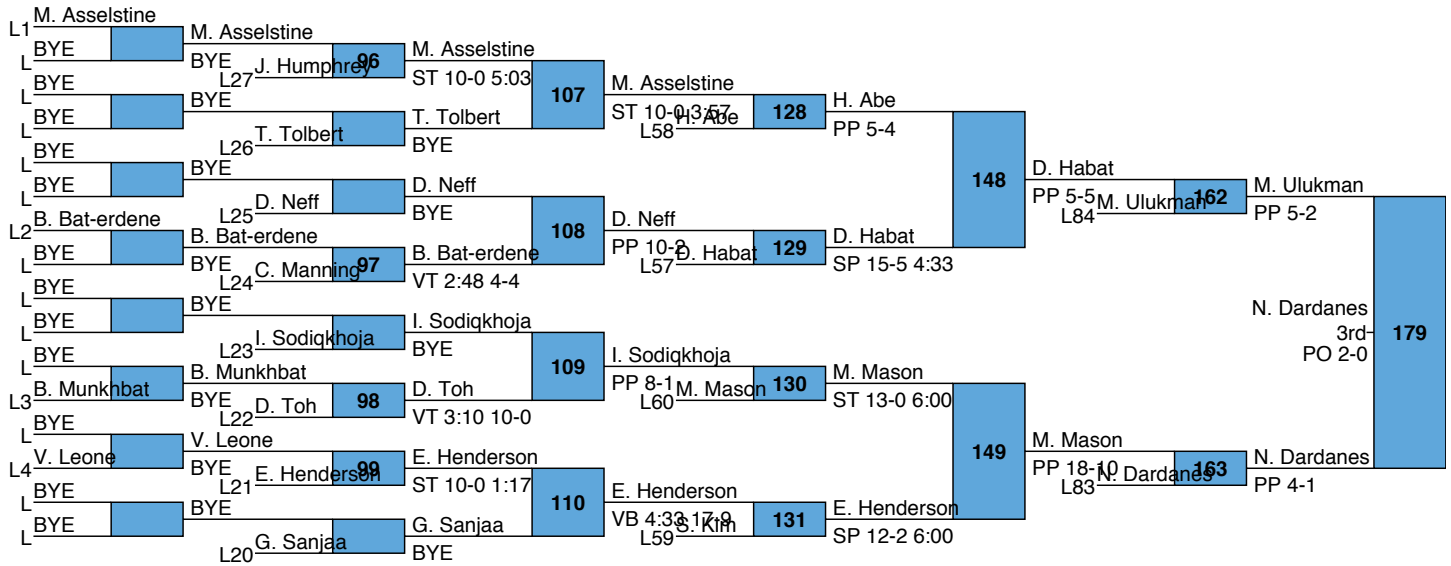 L1 M. Asselstine
L BYE
L BYE
L BYE
L BYE
L BYE
L2 B. Bat-erdene
L BYE
L BYE
L BYE
L BYE
L3 B. Munkhbat
L BYE
L4 V. Leone
L BYE
L BYE
M. Asselstine
BYE
L27 J. Humphrey
96
BYE
L26 T. Tolbert
BYE
L25 D. Neff
B. Bat-erdene
BYE
L24 C. Manning
97
BYE
L23 I. Sodiqkhoja
B. Munkhbat
BYE
L22 D. Toh
98
V. Leone
BYE
L21 E. Henderson
99
BYE
L20 G. Sanjaa
M. Asselstine
ST 10-0 5:03
107
T. Tolbert
BYE
D. Neff
BYE
108
B. Bat-erdene
VT 2:48 4-4
I. Sodiqkhoja
BYE
109
D. Toh
VT 3:10 10-0
E. Henderson
ST 10-0 1:17
110
G. Sanjaa
BYE
M. Asselstine
ST 10-0 3:57
L58 H. Abe
128
D. Neff
PP 10-2
L57 D. Habat
129
I. Sodiqkhoja
PP 8-1
L60 M. Mason
130
E. Henderson
VB 4:33 17-9
L59 S. Kim
131
H. Abe
PP 5-4
148
D. Habat
SP 15-5 4:33
M. Mason
ST 13-0 6:00
149
E. Henderson
SP 12-2 6:00
D. Habat
PP 5-5
L84 M. Ulukman
162
M. Mason
PP 18-10
L83 N. Dardanes
163
M. Ulukman
PP 5-2
N. Dardanes
3rd
PO 2-0
179
N. Dardanes
PP 4-1